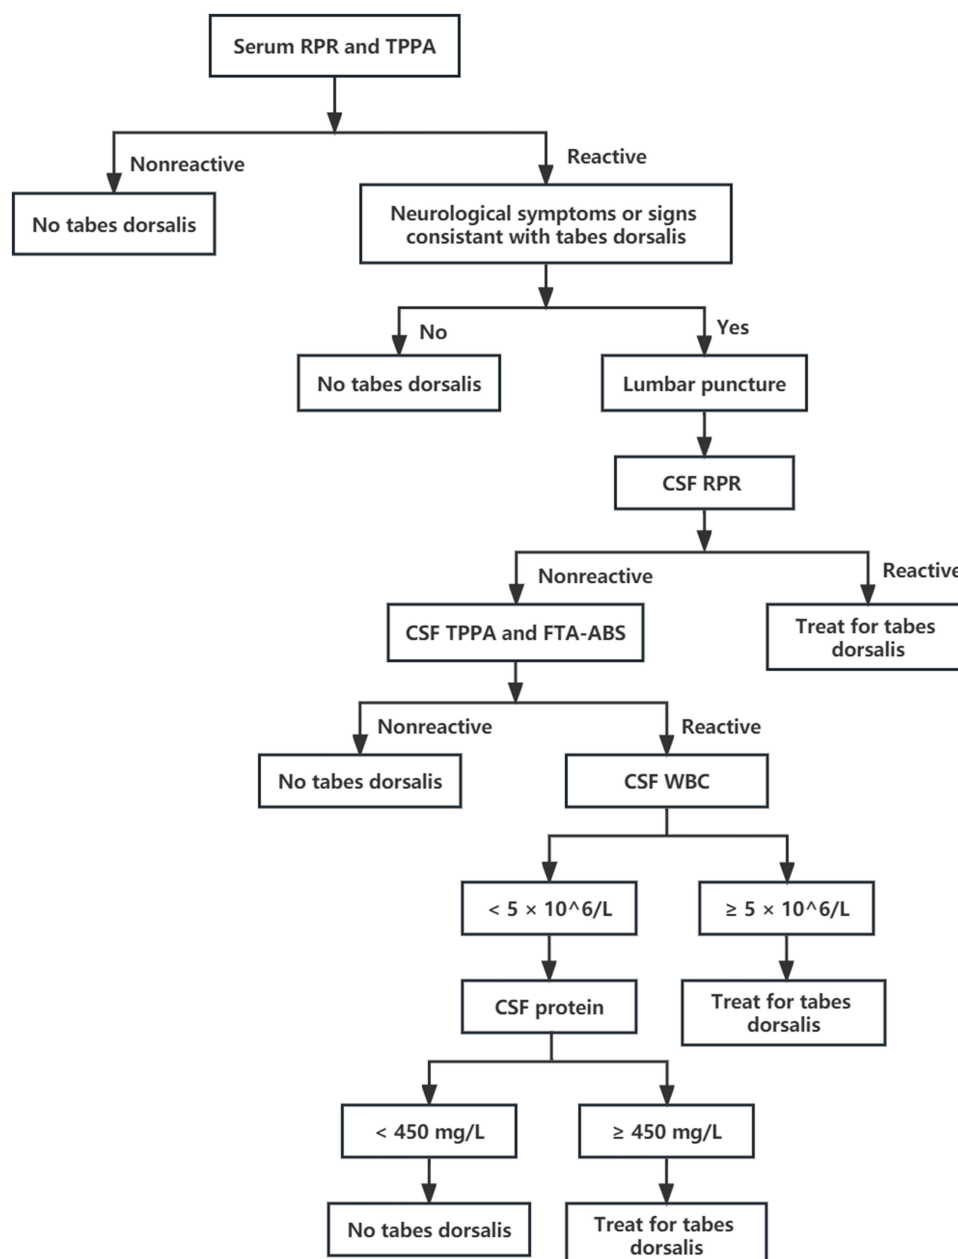 Serum RPR and TPPA
Nonreactive
Reactive
No tabes dorsalis
Neurological symptoms or signs
consistant with tabes dorsalis
No
Yes
No tabes dorsalis
Lumbar puncture
CSF RPR
Nonreactive
Reactive
CSF TPPA and FTA-ABS
Treat for tabes
dorsalis
Nonreactive
Reactive
No tabes dorsalis
CSF WBC
< 5 × 10^6/L
≥ 5 × 10^6/L
CSF protein
Treat for tabes
dorsalis
< 450 mg/L
≥ 450 mg/L
No tabes dorsalis
Treat for tabes
dorsalis